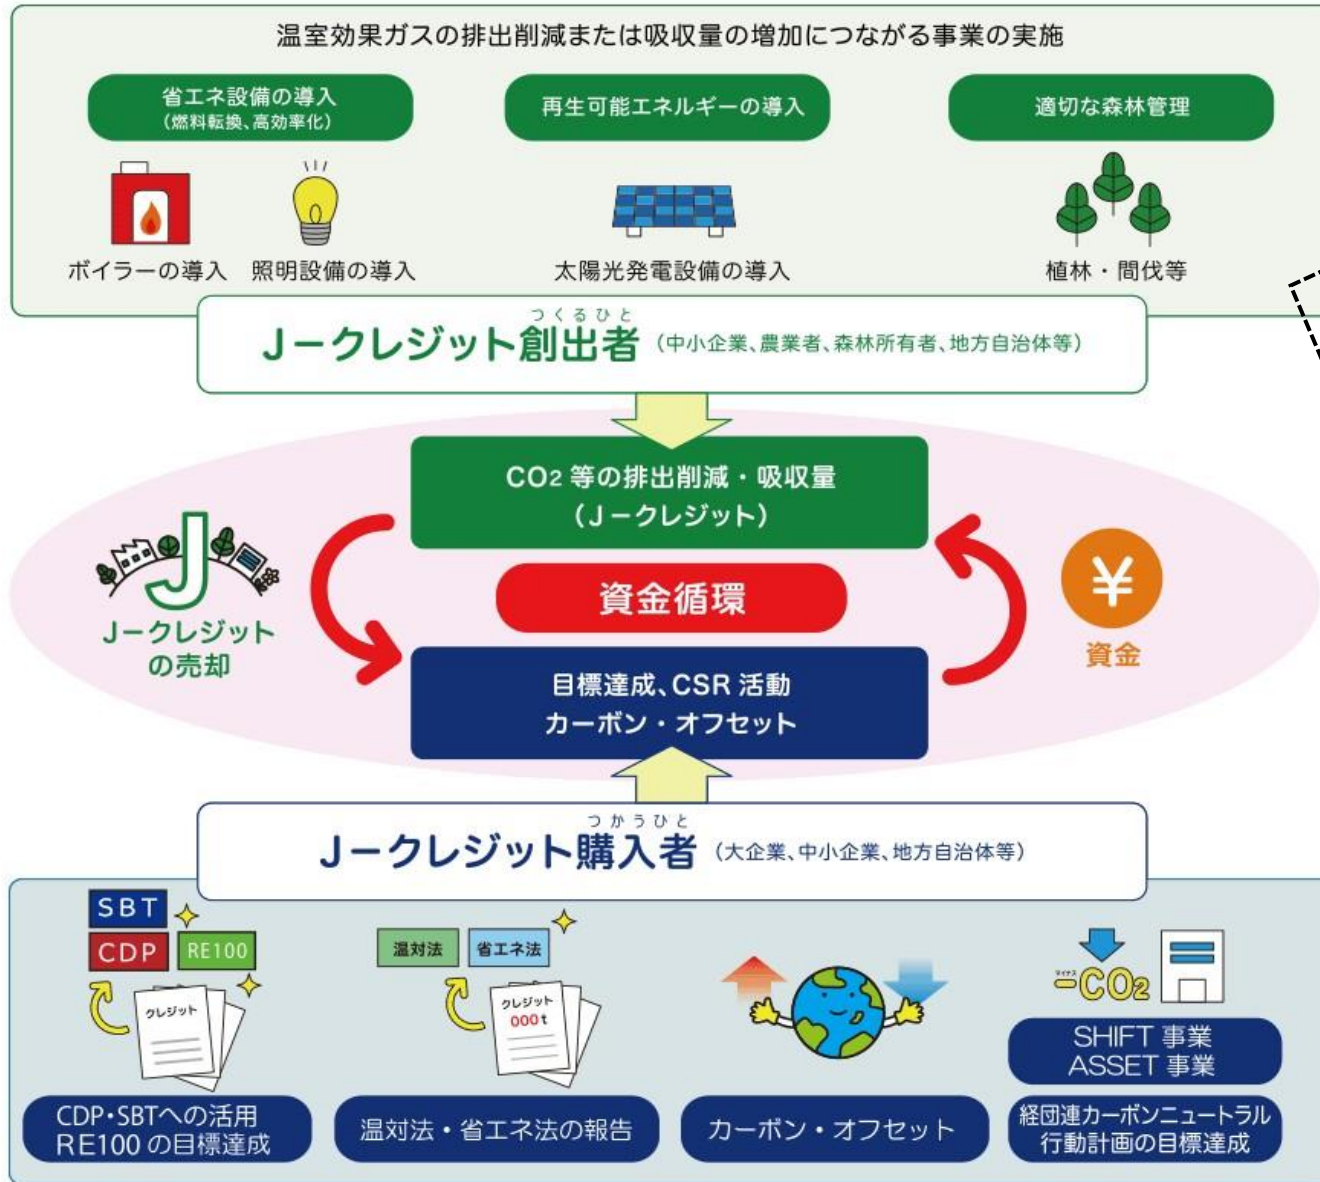 温室効果ガスの排出削減または吸収量の増加につながる事業の実施
省エネ設備の導入
(燃料転換、高効率化)
再生可能エネルギーの導入
適切な森林管理
ボイラーの導入
照明設備の導入
太陽光発電設備の導入
植林・間伐等
つくるひと
J−クレジット創出者(中小企業、農業者、森林所有者、地方自治体等)
CO2 等の排出削減・吸収量
(J−クレジット)
J
J−クレジット
の売却
資金循環
¥
資金
目標達成、CSR 活動
カーボン・オフセット
つかうひと
J−クレジット購入者(大企業、中小企業、地方自治体等)
SBT
CDP
RE100
クレジット
CDP・SBTへの活用
RE100 の目標達成
温対法
省エネ法
クレジット
000t
温対法・省エネ法の報告
カーボン・オフセット
マイナス
−CO2
SHIFT 事業
ASSET 事業
経団連カーボンニュートラル
行動計画の目標達成